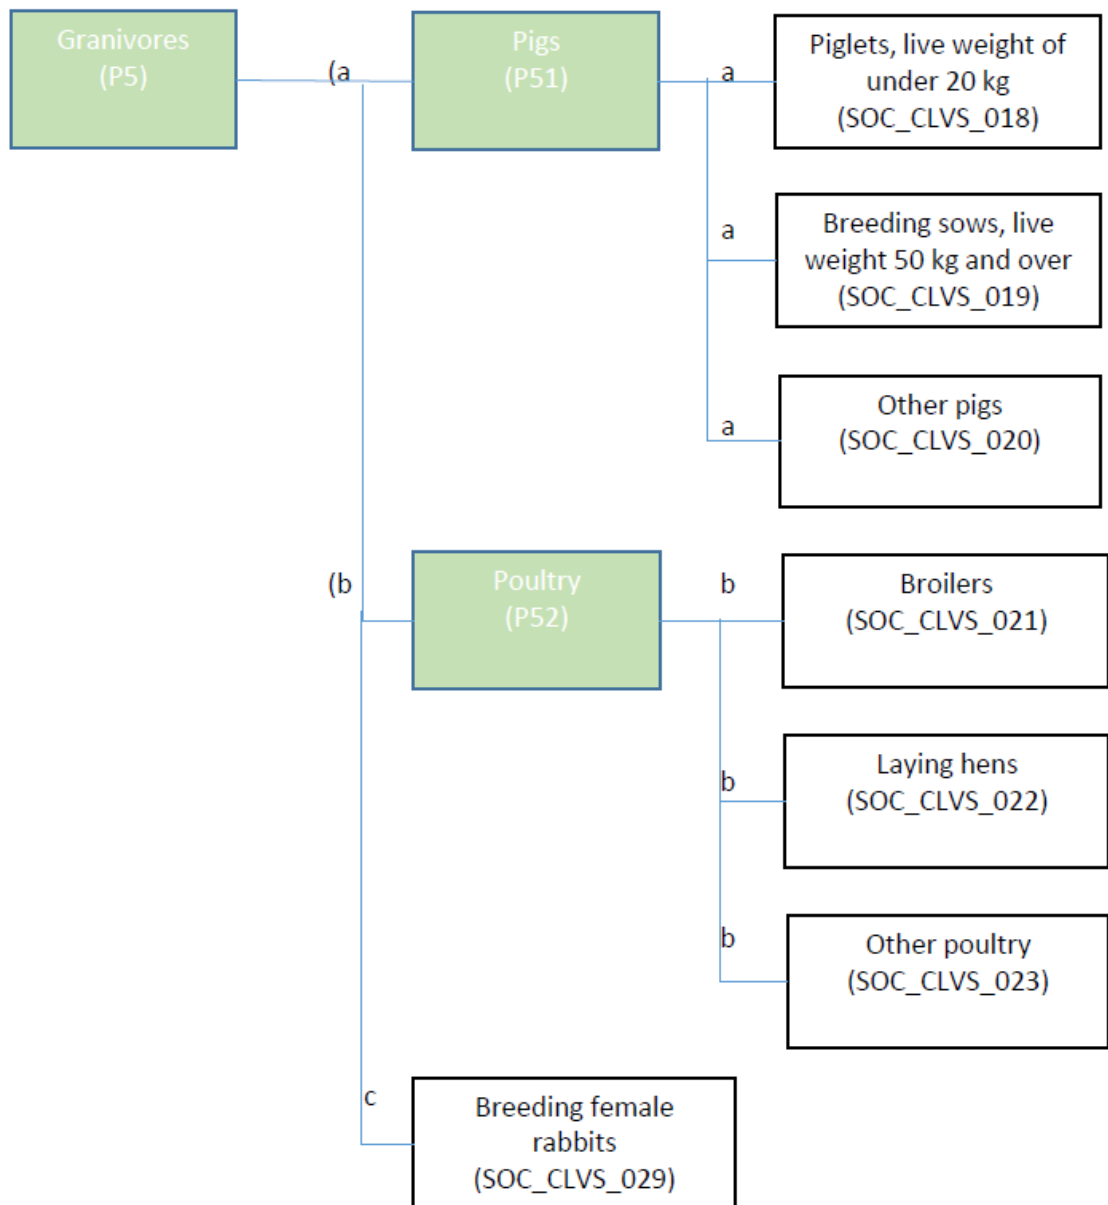 Granivores
(P5)
(a
Pigs
(P51)
a
Piglets, live weight of
under 20 kg
(SOC_CLVS_018)
a
Breeding sows, live
weight 50 kg and over
(SOC_CLVS_019)
a
Other pigs
(SOC_CLVS_020)
(b
Poultry
(P52)
b
Broilers
(SOC_CLVS_021)
b
Laying hens
(SOC_CLVS_022)
b
Other poultry
(SOC_CLVS_023)
c
Breeding female
rabbits
(SOC_CLVS_029)